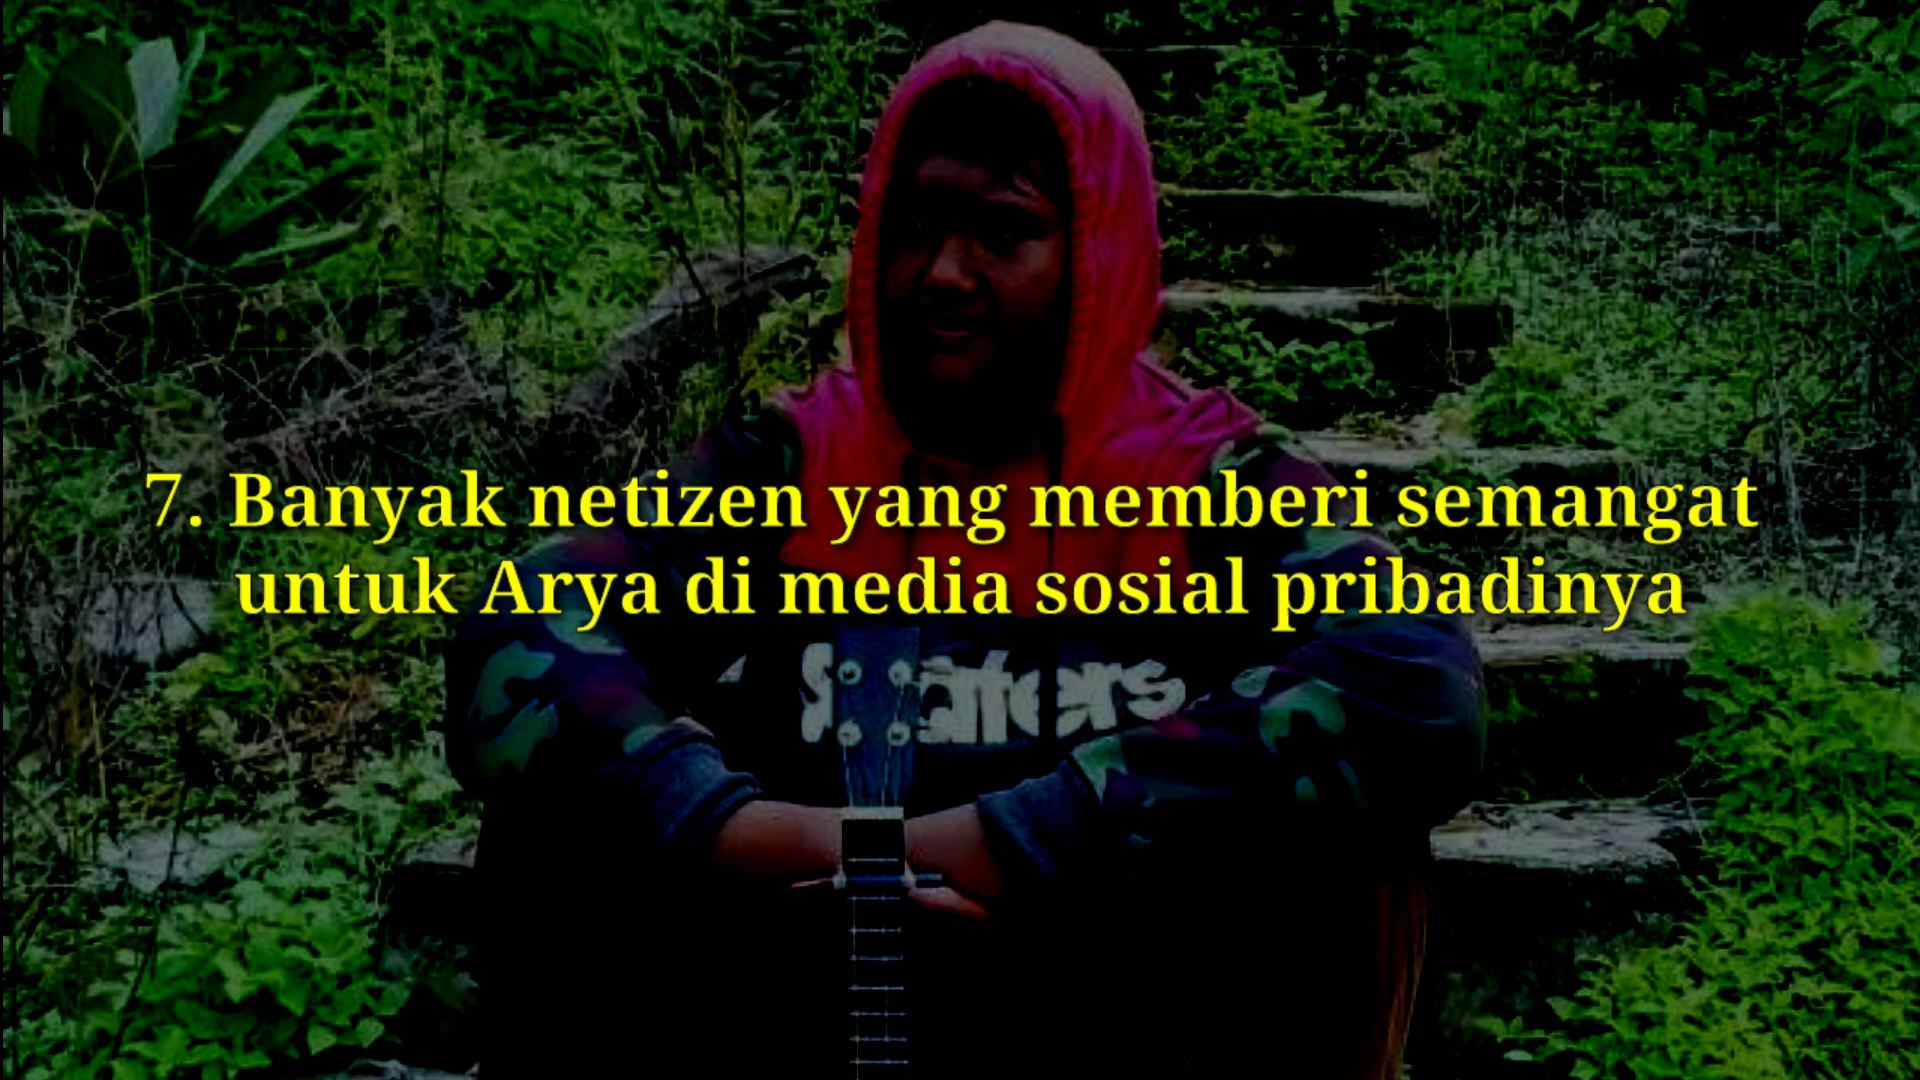 7. Banyak netizen yang memberi semangat
untuk Arya di media sosial pribadinya